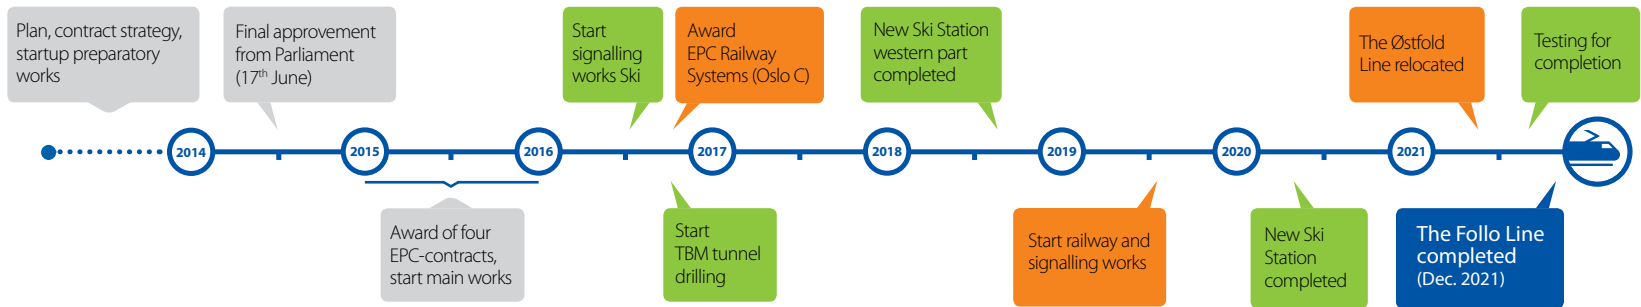 Plan, contract strategy,
startup preparatory
works
Final approvement
from Parliament
(17th June)
Start
signalling
works Ski
Award
EPC Railway
Systems (Oslo C)
New Ski Station
western part
completed
The Østfold
Line relocated
Testing for
completion
2014
2015
2016
2017
2018
2019
2020
2021
Award of four
EPC-contracts,
start main works
Start
TBM tunnel
drilling
Start railway and
signalling works
New Ski
Station
completed
The Follo Line
completed
(Dec. 2021)